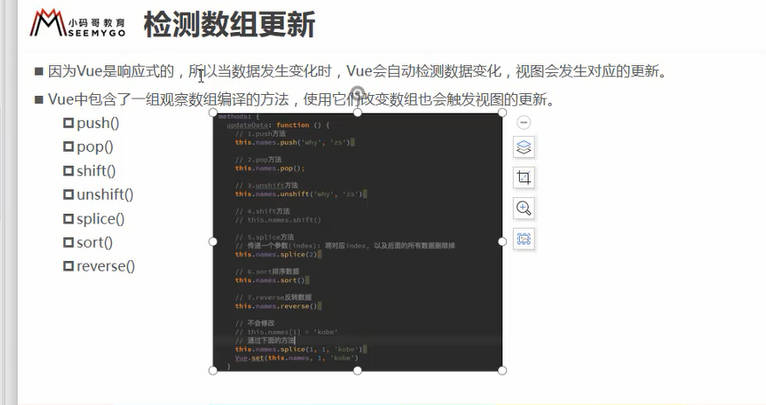 小码哥教育
SEEMYGO
检测数组更新
因为Vue是响应式的，所以当数据发生变化时，Vue会自动检测数据变化，视图会发生对应的更新。
Vue中包含了一组观察数组编译的方法，使用它们改变数组也会触发视图的更新。
push()
pop()
shift()
unshift()
splice()
sort()
reverse()
methods: {
updateData: function () {
// 1.push方法
this.names.push('why', 'zs')
// 2.pop方法
this.names.pop();
// 3.unshift方法
this.names.unshift('why', 'zs')
// 4.shift方法
// this.names.shift()
// 5.splice方法
// 传递一个参数(index): 将对应index, 以及后面的所有数据删除掉
this.names.splice(2)
// 6.sort排序数据
this.names.sort()
// 7.reverse反转数据
this.names.reverse()
// 不会修改
// this.names[1] = 'kobe'
// 通过下面的方法
this.names.splice(1, 1, 'kobe')
Vue.set(this.names, 1, 'kobe')
}